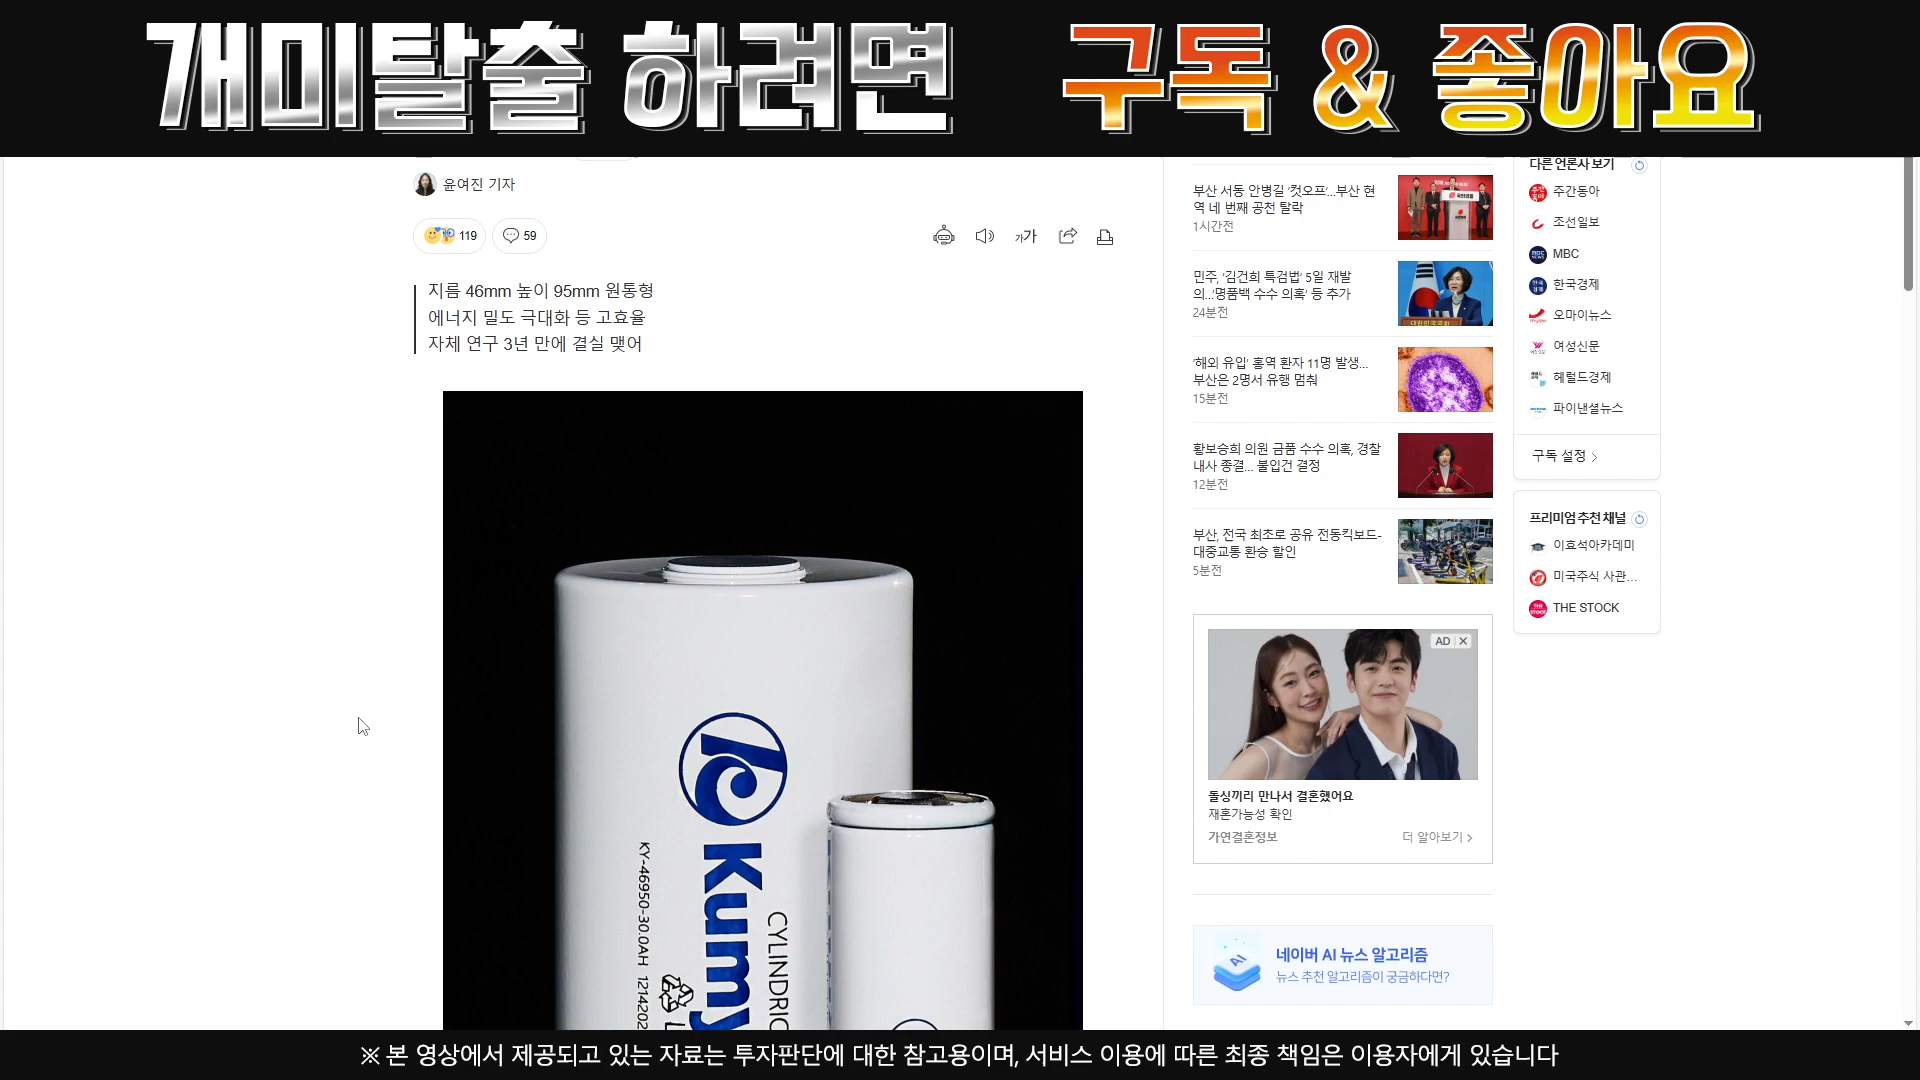 개미탈출 하려면 구독 & 좋아요
윤여진 기자
119
59
가가
지름 46mm 높이 95mm 원통형
에너지 밀도 극대화 등 고효율
자체 연구 3년 만에 결실 맺어
KY-46950-30.0AH 1214202
Kumy
CYLINDRIC
부산 서동 안병길 '컷오프'...부산 현
역 네 번째 공천 탈락
1시간전
민주, '김건희 특검법' 5일 재발
의...'명품백 수수 의혹' 등 추가
24분전
'해외 유입' 홍역 환자 11명 발생...
부산은 2명서 유행 멈춰
15분전
황보승희 의원 금품 수수 의혹, 경찰
내사 종결... 불입건 결정
12분전
부산, 전국 최초로 공유 전동킥보드-
대중교통 환승 할인
5분전
AD
돌싱끼리 만나서 결혼했어요
재혼가능성 확인
가연결혼정보
더 알아보기 >
AI
네이버 AI 뉴스 알고리즘
뉴스 추천 알고리즘이 궁금하다면?
다른 언론사 보기
주간동아
조선일보
MBC
한국경제
오마이뉴스
여성신문
헤럴드경제
파이낸셜뉴스
구독 설정 >
프리미엄 추천 채널
이효석아카데미
미국주식 사관...
THE STOCK
※ 본 영상에서 제공되고 있는 자료는 투자판단에 대한 참고용이며, 서비스 이용에 따른 최종 책임은 이용자에게 있습니다